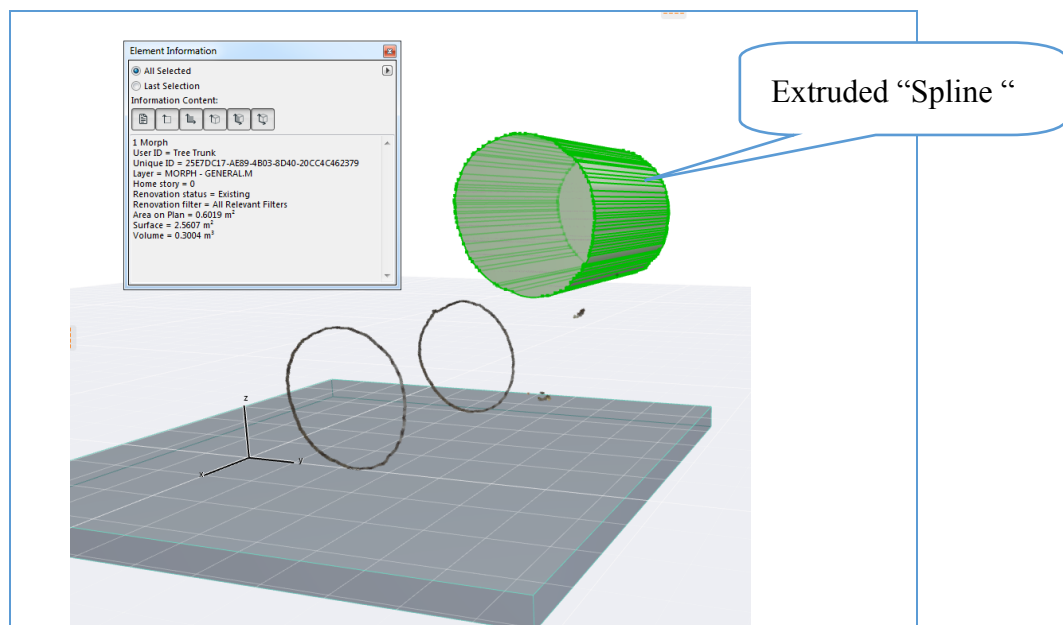 Element Information
All Selected
Last Selection
Information Content:
1 Morph
User ID = Tree Trunk
Unique ID = 25E7DC17-AE89-4B03-8D40-20CC4C462379
Layer = MORPH - GENERAL.M
Home story = 0
Renovation status = Existing
Renovation filter = All Relevant Filters
Area on Plan = 0.6019 m²
Surface = 2.5607 m²
Volume = 0.3004 m³
Extruded “Spline “
z
x
y